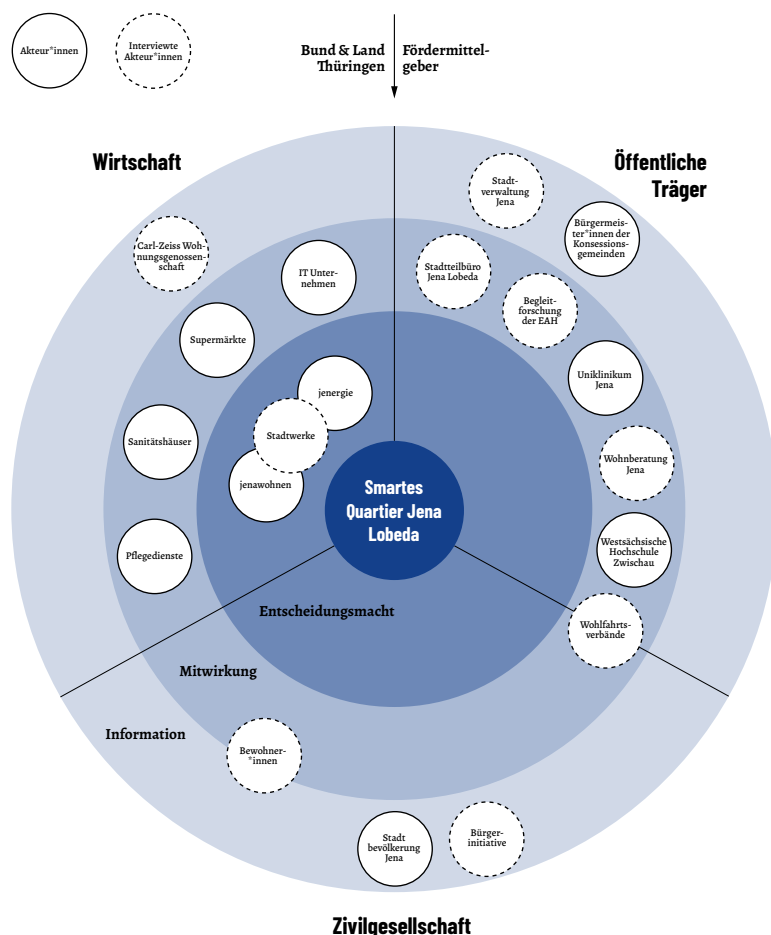 Akteur*innen
Interviewte
Akteur*innen
Bund & Land
Thüringen
Fördermittel-
geber
Wirtschaft
Öffentliche
Träger
Stadt-
verwaltung
Jena
Bürgermeis-
ter*innen der
Konsessions-
gemeinden
Carl-Zeiss Woh-
nungsgenossen-
schaft
IT Unter-
nehmen
Stadtteilbüro
Jena Lobeda
Begleit-
forschung
der EAH
Supermärkte
Uniklinikum
Jena
jenergie
Stadtwerke
jenawohnen
Sanitätshäuser
Wohnberatung
Jena
Smartes
Quartier Jena
Lobeda
Pflegedienste
Westsächsische
Hochschule
Zwischau
Entscheidungsmacht
Wohlfahrts-
verbände
Mitwirkung
Information
Bewohner-
*innen
Stadt
bevölkerung
Jena
Bürger-
initiative
Zivilgesellschaft